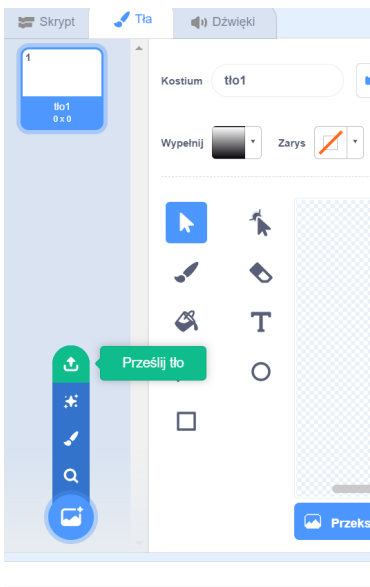 Skrypt
Tła
Dźwięki
1
tło1
0 x 0
Kostium
tło1
Wypełnij
Zarys
T
Prześlij tło
Przeks